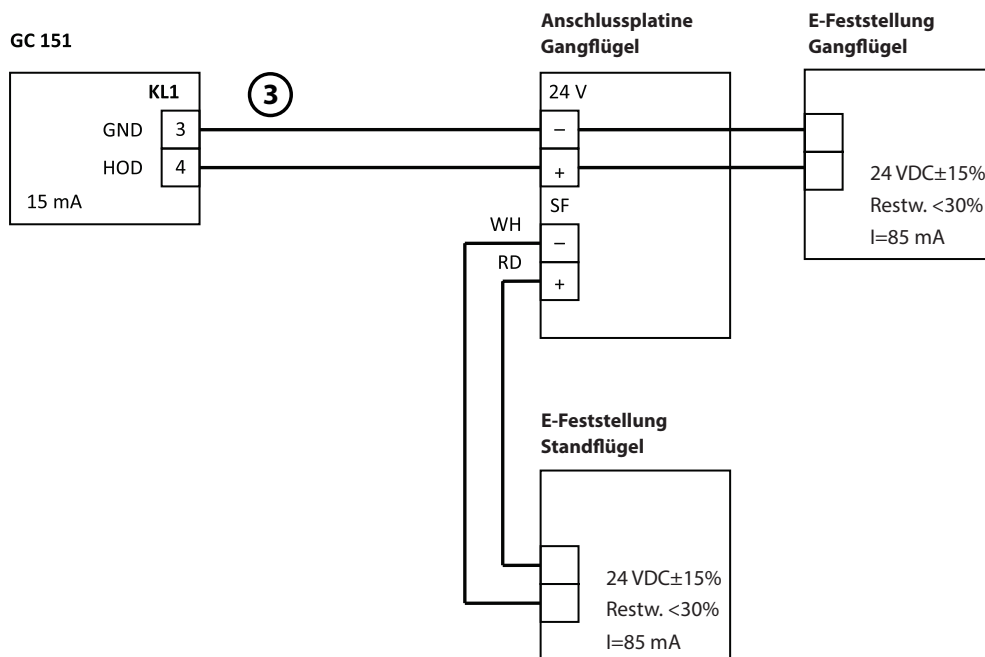 GC 151
KL1
GND 3
HOD 4
15 mA
3
Anschlussplatine
Gangflügel
24 V
–
+
SF
WH –
RD +
E-Feststellung
Gangflügel
24 VDC±15%
Restw. <30%
I=85 mA
E-Feststellung
Standflügel
24 VDC±15%
Restw. <30%
I=85 mA